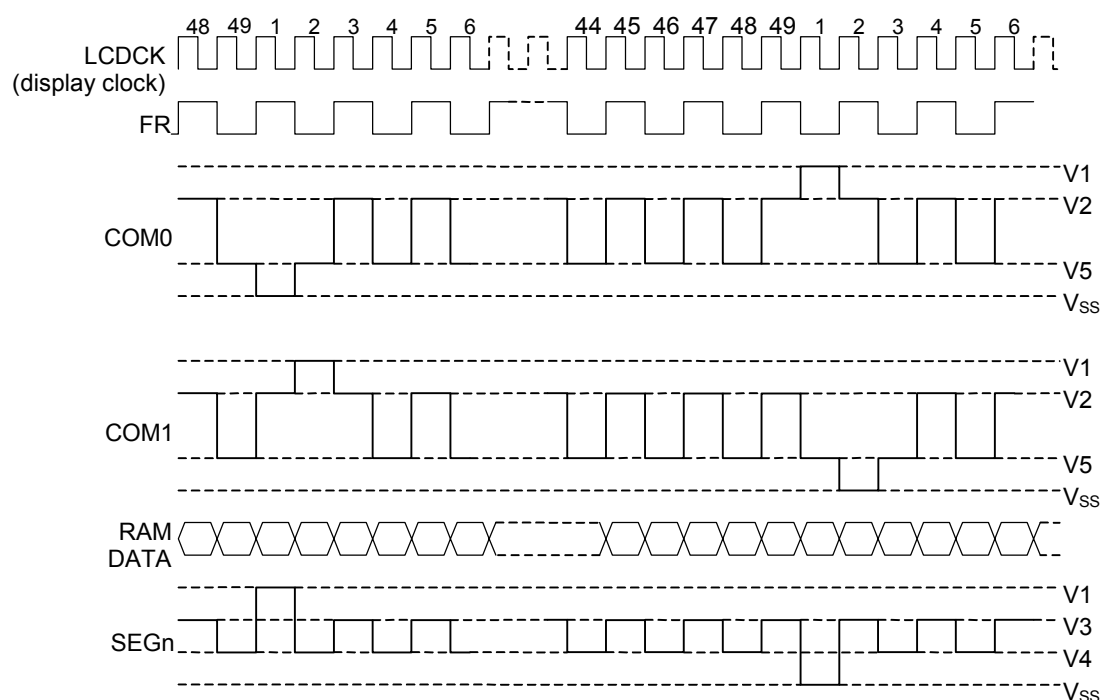 48 49 1 2 3 4 5 6 44 45 46 47 48 49 1 2 3 4 5 6
LCDCK
(display clock)
FR
V1
V2
COM0
V5
VSS
V1
V2
COM1
V5
VSS
RAM
DATA
V1
V3
SEGn
V4
VSS